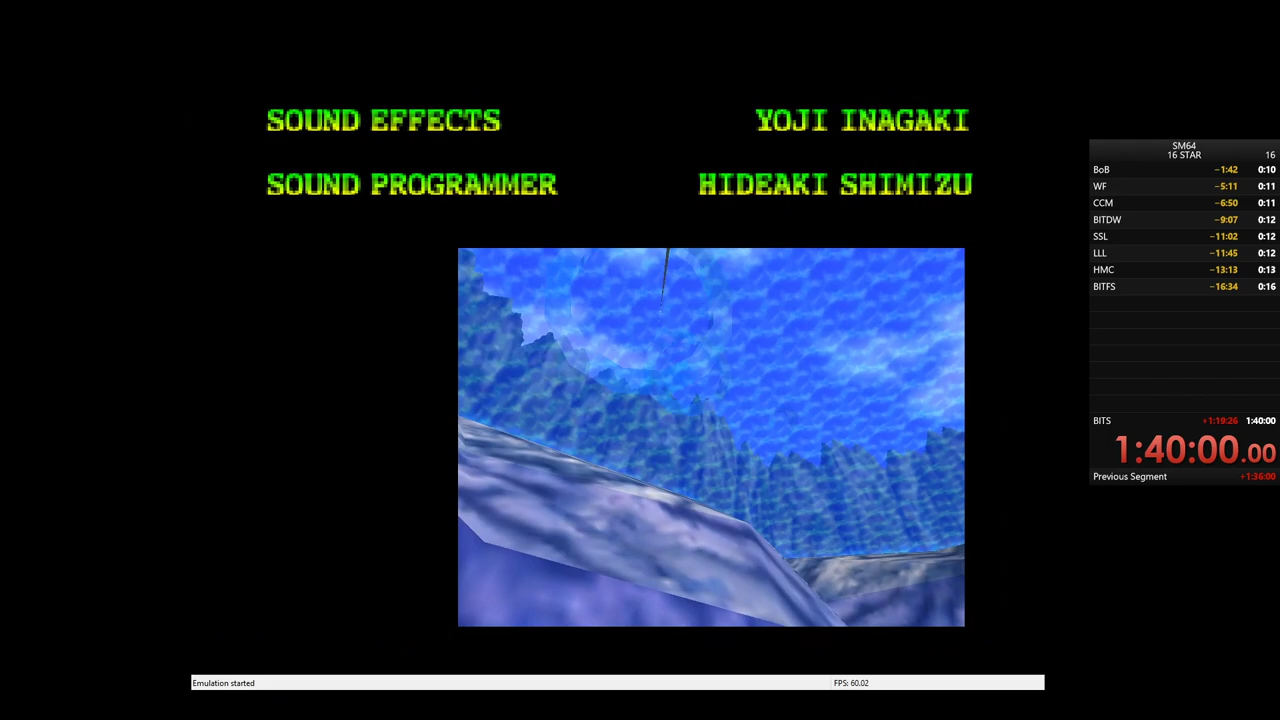 SOUND EFFECTS YOJI INAGAKI
SOUND PROGRAMMER HIDEAKI SHIMIZU
SM64
16 STAR 16
BoB −1:42 0:10
WF −5:11 0:11
CCM −6:50 0:11
BITDW −9:07 0:12
SSL −11:02 0:12
LLL −11:45 0:12
HMC −13:13 0:13
BITFS −16:34 0:16
BITS +1:19:26 1:40:00
1:40:00.00
Previous Segment +1:36:00
Emulation started FPS: 60.02